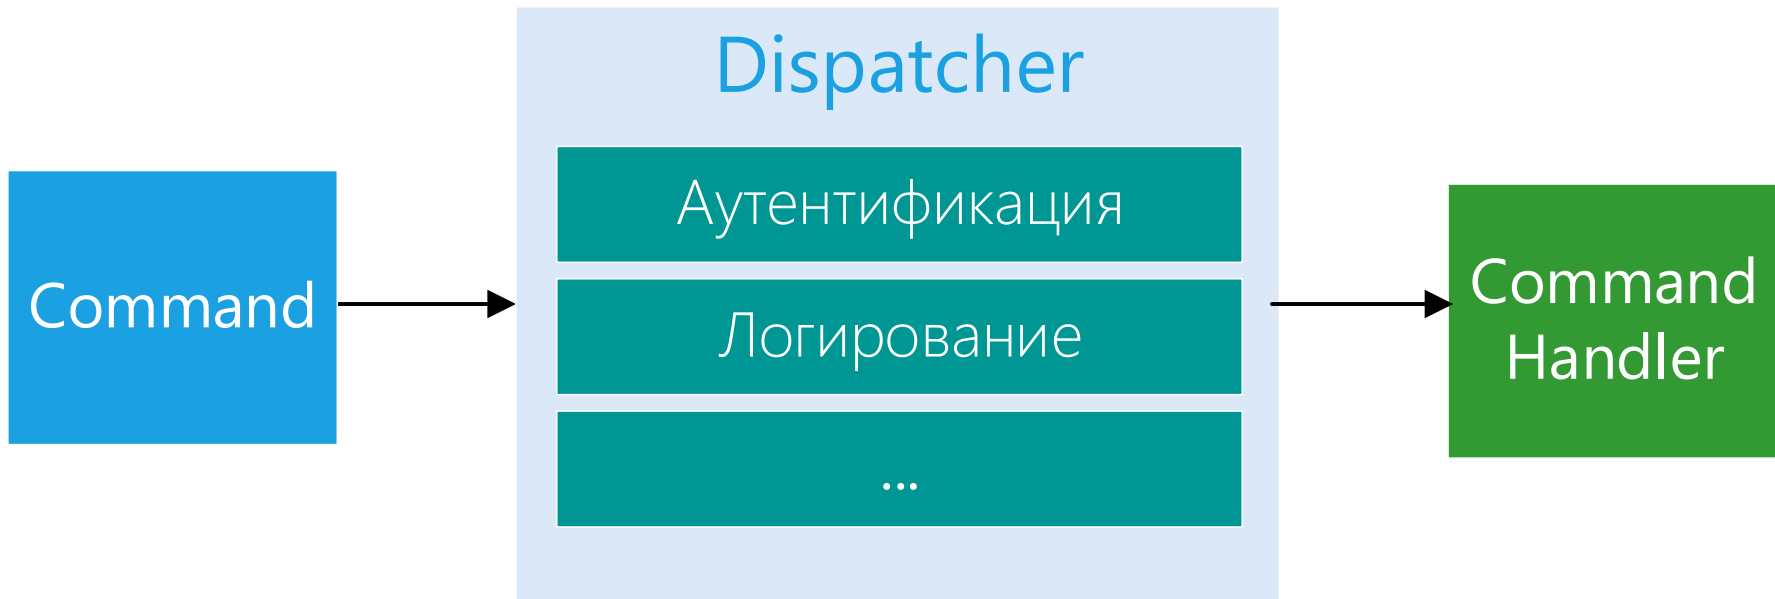 Dispatcher
Command
Аутентификация
Логирование
...
Command
Handler